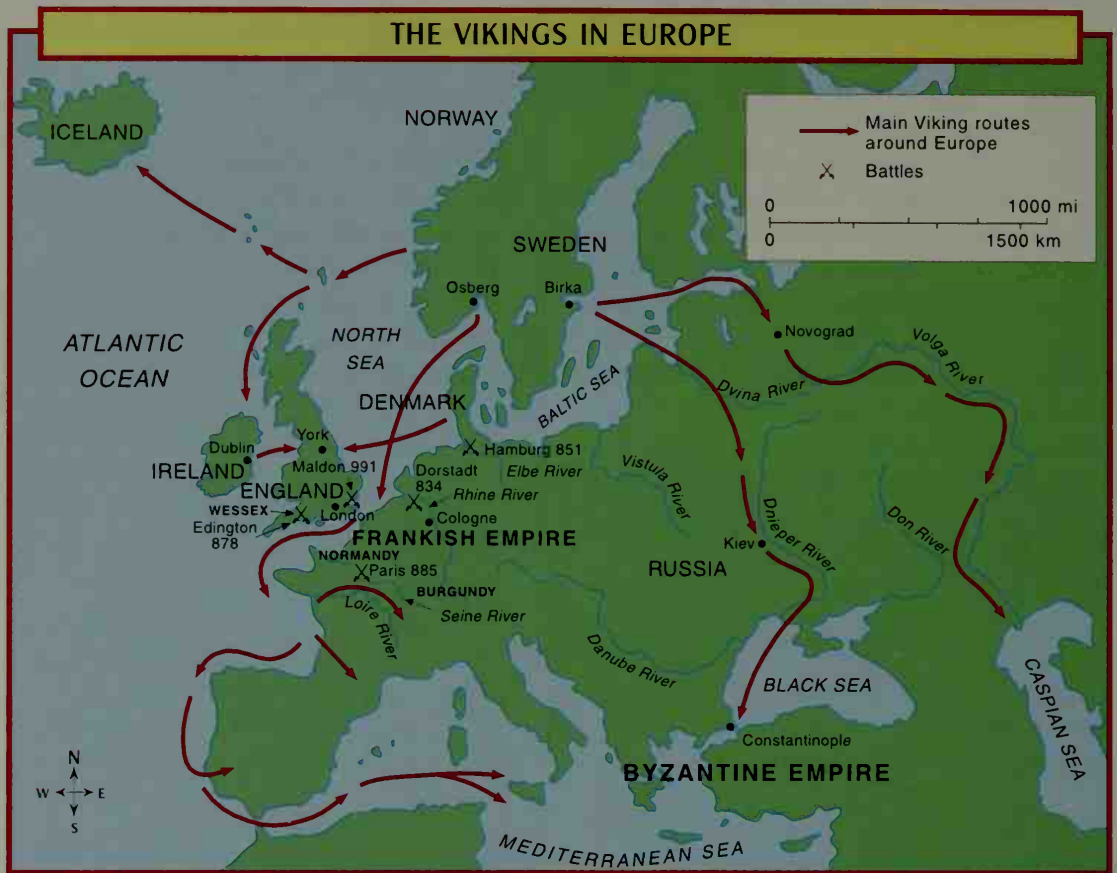 THE VIKINGS IN EUROPE
ICELAND
NORWAY
Main Viking routes
around Europe
Battles
0
1000 mi
0
1500 km
SWEDEN
Osberg
Birka
Novograd
Volga River
ATLANTIC
OCEAN
NORTH
SEA
DENMARK
BALTIC SEA
Dvina River
Dublin
IRELAND
York
Maldon 991
ENGLAND
WESSEX
London
Edington
878
Hamburg 851
Elbe River
Dorstadt
834
Rhine River
Cologne
FRANKISH EMPIRE
Vistula River
Dnieper River
Don River
Kiev
RUSSIA
NORMANDY
Paris 885
BURGUNDY
Seine River
Loire River
Danube River
BLACK SEA
CASPIAN SEA
Constantinople
BYZANTINE EMPIRE
N
W
E
S
MEDITERRANEAN SEA